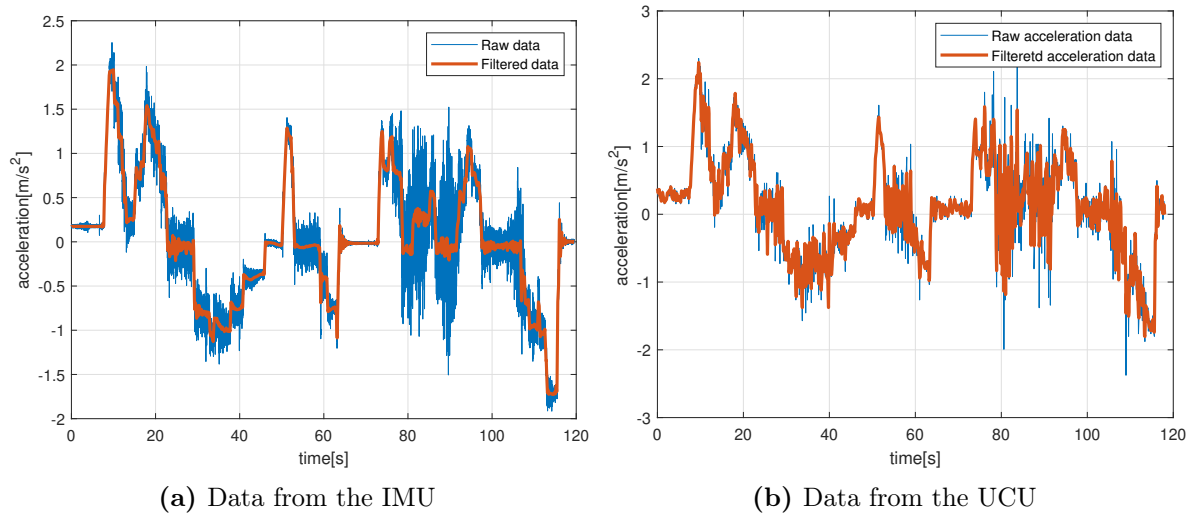 2.5
2
1.5
1
0.5
0
-0.5
-1
-1.5
-2
acceleration[m/s²]
0 20 40 60 80 100 120
time[s]
Raw data
Filtered data
(a) Data from the IMU
3
2
1
0
-1
-2
-3
acceleration[m/s²]
0 20 40 60 80 100 120
time[s]
Raw acceleration data
Filteretd acceleration data
(b) Data from the UCU